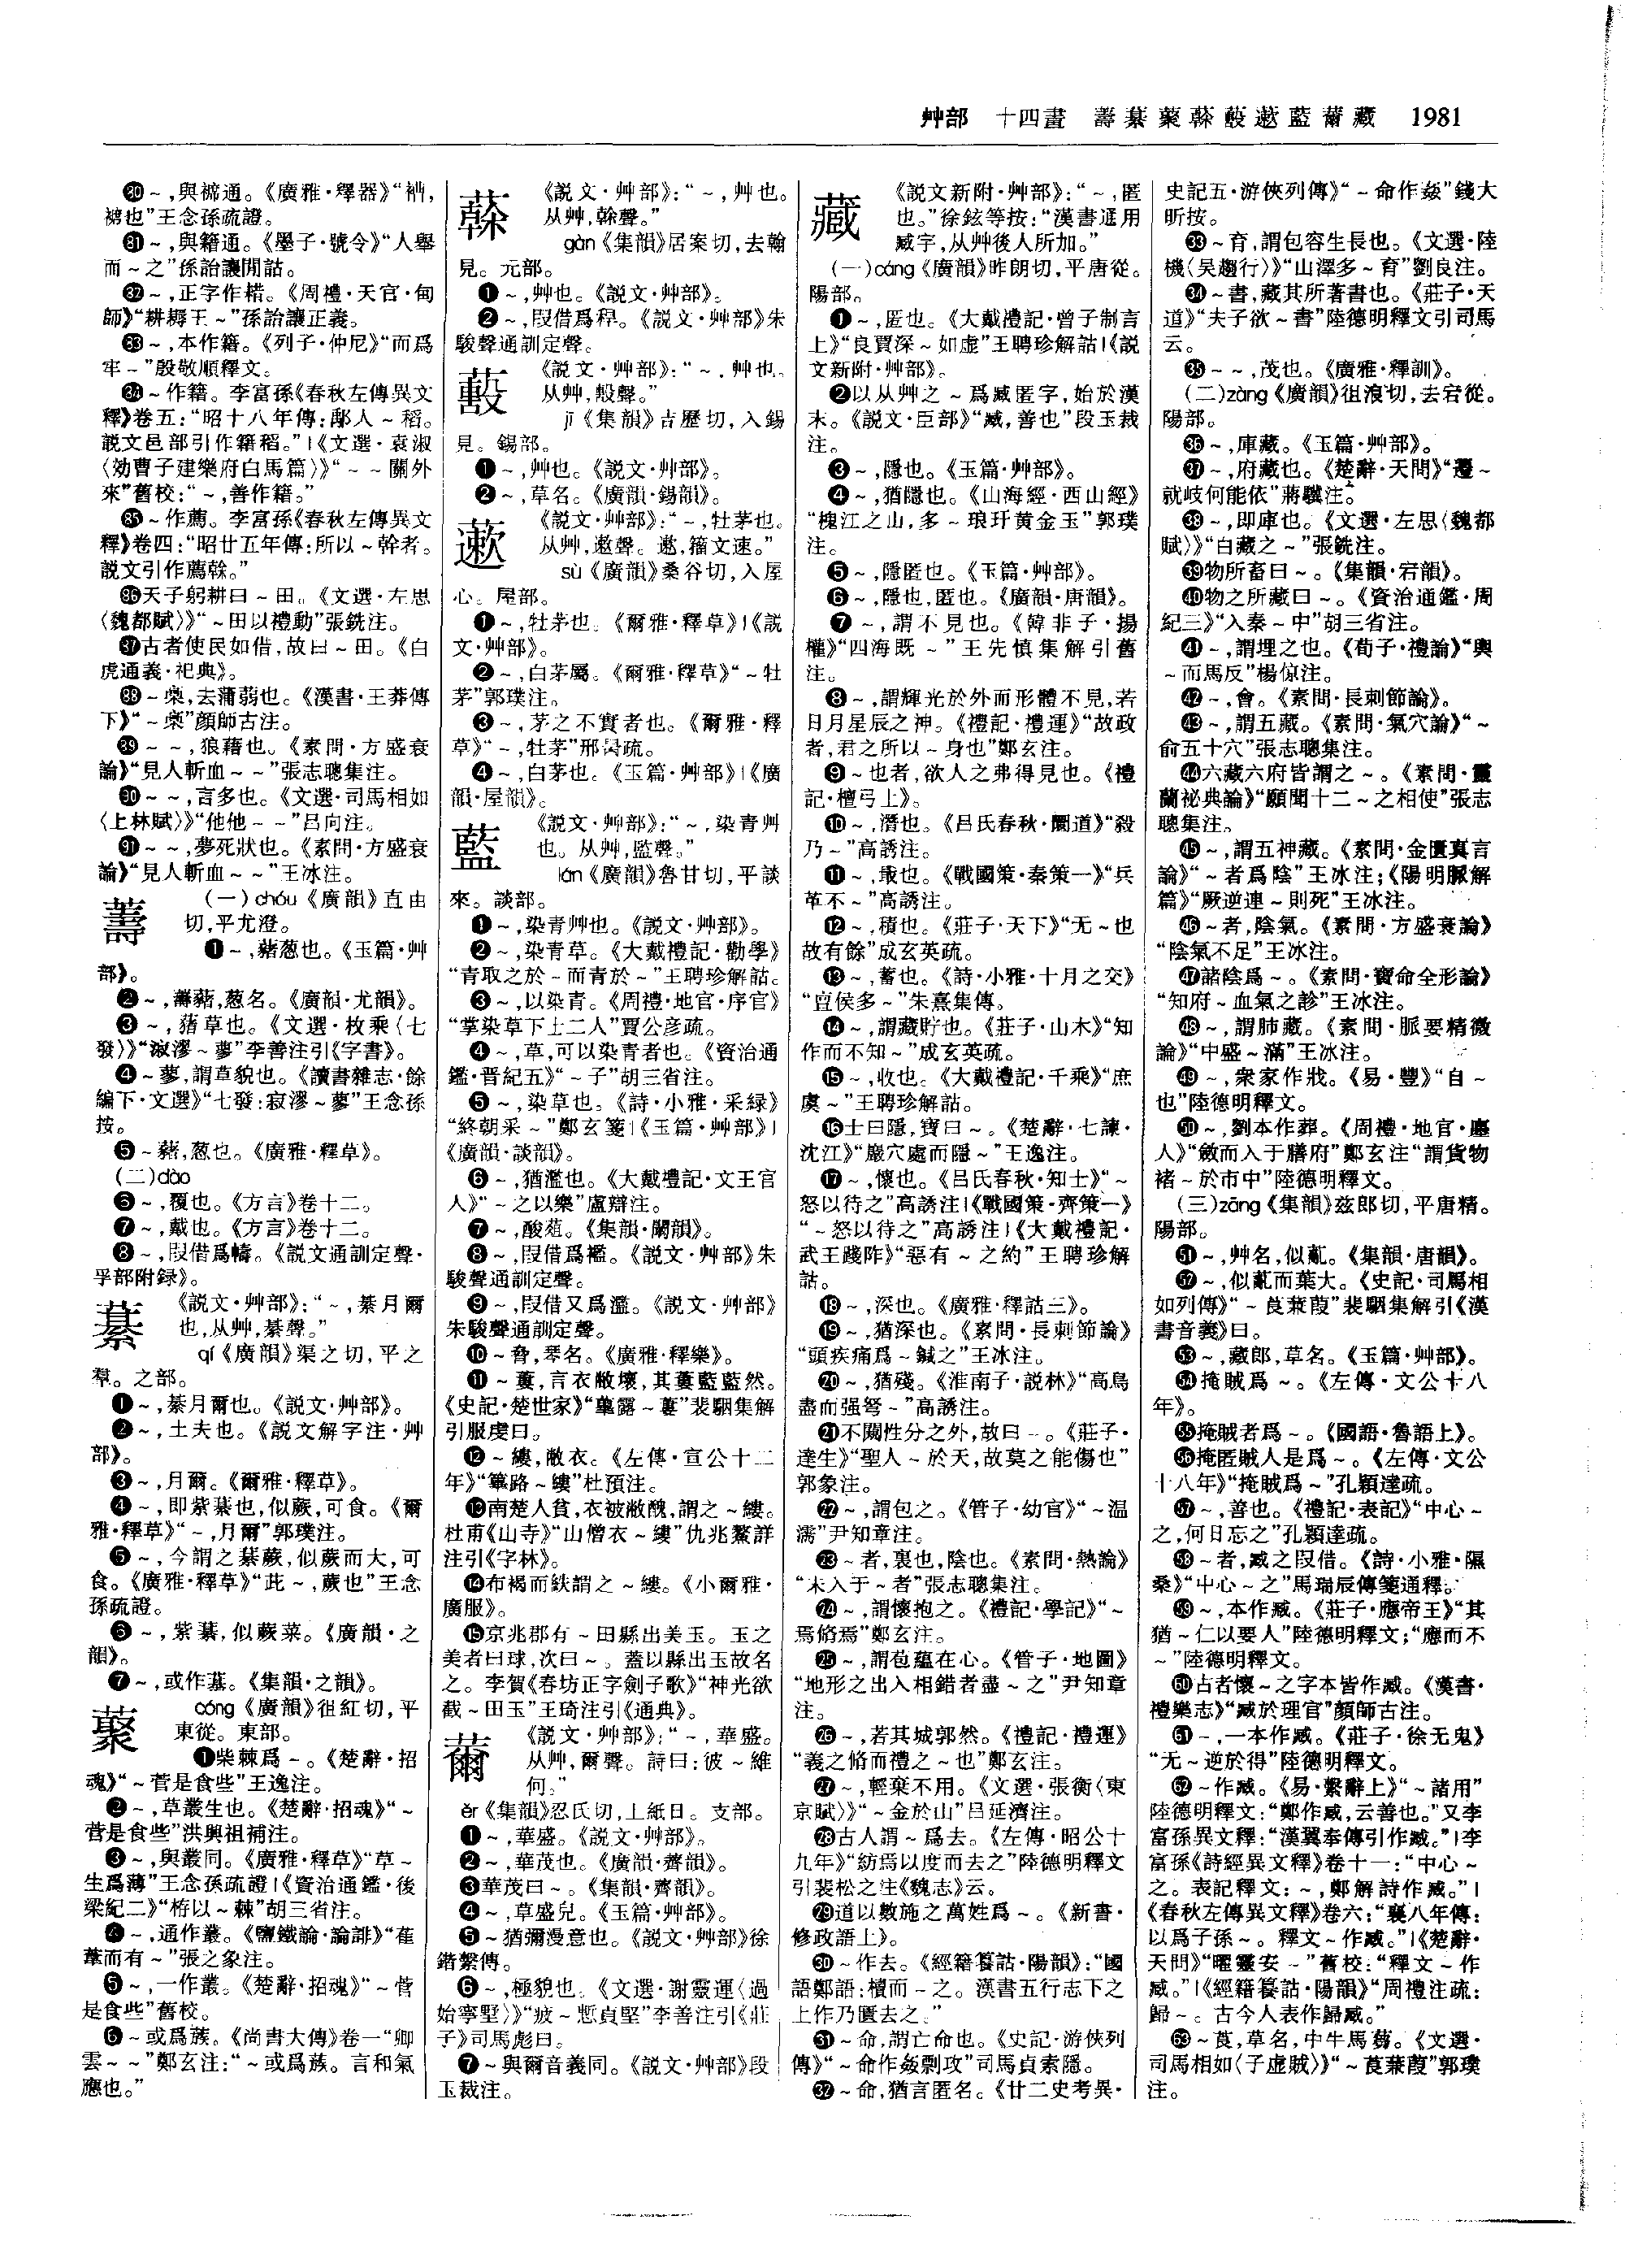 艸部 十四畫 薵藄藂䕍䕤藗藍薾藏 1981
⑳~,與𧛡通。《廣雅·釋器》“𧘝,
褯也”王念孫疏證。
㉛~,與籍通。《墨子·號令》“人舉
而~之”孫詒讓閒詁。
㉜~,正字作耤。《周禮·天官·甸
師》“耕耨王~”孫詒讓正義。
㉝~,本作籍。《列子·仲尼》“而爲
牢~”殷敬順釋文。
~作籍。李富孫《春秋左傳異文
釋》卷五:“昭十八年傳:鄅人~稻。
説文邑部引作籍稻。”|《文選·袁淑
〈効曹子建樂府白馬篇〉》“~~關外
來”舊校:“~,善作籍。”
~作薦。李富孫《春秋左傳異文
釋》卷四:“昭廿五年傳:所以~幹者。
説文引作薦榦。”
天子躬耕曰~田。《文選·左思
〈魏都賦〉》“~田以禮動”張銑注。
古者使民如借,故曰~田。《白
虎通義·祀典》。
~槀,去蒲蒻也。《漢書·王莽傳
下》“~槀”顔師古注。
~~,狼藉也。《素問·方盛衰
論》“見人斬血~~”張志聰集注。
~~,言多也。《文選·司馬相如
〈上林賦〉》“他他~~”吕向注。
~~,夢死狀也。《素問·方盛衰
論》“見人斬血~~”王冰注。
薵 (一)chóu《廣韻》直由
切,平尤澄。
❶~,藸葱也。《玉篇·艸
部》。
❷~,薵藸,葱名。《廣韻·尤韻》。
❸~,藸草也。《文選·枚乘〈七
發〉》“㴉漻~蓼”李善注引《字書》。
❹~蓼,謂草貌也。《讀書雜志·餘
編下·文選》“七發:寂漻~蓼”王念孫
按。
❺~藸,葱也。《廣雅·釋草》。
(二)dào
❻~,覆也。《方言》卷十二。
❼~,戴也。《方言》卷十二。
❽~,叚借爲幬。《説文通訓定聲·
孚部附録》。
藄 《説文·艸部》:“~,綦月爾
也,从艸,綦聲。”
qí《廣韻》渠之切,平之
羣。之部。
❶~,綦月爾也。《説文·艸部》。
❷~,土夫也。《説文解字注·艸
部》。
❸~,月爾。《爾雅·釋草》。
❹~,即紫藄也,似蕨,可食。《爾
雅·釋草》“~,月爾”郭璞注。
❺~,今謂之藄蕨,似蕨而大,可
食。《廣雅·釋草》“茈~,蕨也”王念
孫疏證。
❻~,紫藄,似蕨菜。《廣韻·之
韻》。
❼~,或作藄。《集韻·之韻》。
藂 cóng《廣韻》徂紅切,平
東從。東部。
❶柴棘爲~。《楚辭·招
魂》“~菅是食些”王逸注。
❷~,草叢生也。《楚辭·招魂》“~
菅是食些”洪興祖補注。
❸~,與叢同。《廣雅·釋草》“草~
生爲薄”王念孫疏證|《資治通鑑·後
梁紀二》“栫以~棘”胡三省注。
❹~,通作叢。《鹽鐵論·論誹》“萑
葦而有~”張之象注。
❺~,一作叢。《楚辭·招魂》“~菅
是食些”舊校。
❻~或爲蔟。《尚書大傳》卷一“卿
雲~~”鄭玄注:“~或爲蔟。言和氣
應也。”
䕍 《説文·艸部》:“~,艸也。
从艸,榦聲。”
gàn《集韻》居案切,去翰
見。元部。
❶~,艸也。《説文·艸部》。
❷~,叚借爲稈。《説文·艸部》朱
駿聲通訓定聲。
䕤 《説文·艸部》:“~,艸也。
从艸,毄聲。”
jī《集韻》吉歷切,入錫
見。錫部。
❶~,艸也。《説文·艸部》。
❷~,草名。《廣韻·錫韻》。
藗 《説文·艸部》:“~,牡茅也。
从艸,遬聲。遬,籀文速。”
sù《廣韻》桑谷切,入屋
心。屋部。
❶~,牡茅也。《爾雅·釋草》|《説
文·艸部》。
❷~,白茅屬。《爾雅·釋草》“~牡
茅”郭璞注。
❸~,茅之不實者也。《爾雅·釋
草》“~,牡茅”邢昺疏。
❹~,白茅也。《玉篇·艸部》|《廣
韻·屋韻》。
藍 《説文·艸部》:“~,染青艸
也。从艸,監聲。”
lán《廣韻》魯甘切,平談
來。談部。
❶~,染青艸也。《説文·艸部》。
❷~,染青草。《大戴禮記·勸學》
“青取之於~而青於~”王聘珍解詁。
❸~,以染青。《周禮·地官·序官》
“掌染草下士二人”賈公彦疏。
❹~,草,可以染青者也。《資治通
鑑·晋紀五》“~子”胡三省注。
❺~,染草也。《詩·小雅·采緑》
“終朝采~”鄭玄箋|《玉篇·艸部》|
《廣韻·談韻》。
❻~,猶濫也。《大戴禮記·文王官
人》“~之以樂”盧辯注。
❼~,酸葅。《集韻·闞韻》。
❽~,叚借爲襤。《説文·艸部》朱
駿聲通訓定聲。
❾~,叚借又爲濫。《説文·艸部》
朱駿聲通訓定聲。
❿~脅,琴名。《廣雅·釋樂》。
⓫~蔞,言衣敝壞,其蔞藍藍然。
《史記·楚世家》“蓽露~蔞”裴駰集解
引服虔曰。
⓬~縷,敝衣。《左傳·宣公十二
年》“篳路~縷”杜預注。
⓭南楚人貧,衣被敝醜,謂之~縷。
杜甫《山寺》“山僧衣~縷”仇兆鰲詳
注引《字林》。
⓮布褐而紩謂之~縷。《小爾雅·
廣服》。
⓯京兆郡有~田縣出美玉。玉之
美者曰球,次曰~。蓋以縣出玉故名
之。李賀《春坊正字劍子歌》“神光欲
截~田玉”王琦注引《通典》。
薾 《説文·艸部》:“~,華盛。
从艸,爾聲。詩曰:彼~維
何。”
ěr《集韻》忍氏切,上紙日。支部。
❶~,華盛。《説文·艸部》。
❷~,華茂也。《廣韻·薺韻》。
❸華茂曰~。《集韻·薺韻》。
❹~,草盛皃。《玉篇·艸部》。
❺~猶瀰漫意也。《説文·艸部》徐
鍇繫傳。
❻~,極貌也。《文選·謝靈運〈過
始寧墅〉》“疲~慙貞堅”李善注引《莊
子》司馬彪曰。
❼~與爾音義同。《説文·艸部》段
玉裁注。
藏 《説文新附·艸部》:“~,匿
也。”徐鉉等按:“漢書通用
臧字,从艸後人所加。”
(一)cáng《廣韻》昨朗切,平唐從。
陽部。
❶~,匿也。《大戴禮記·曾子制言
上》“良賈深~如虚”王聘珍解詁|《説
文新附·艸部》。
❷以从艸之~爲臧匿字,始於漢
末。《説文·臣部》“臧,善也”段玉裁
注。
❸~,隱也。《玉篇·艸部》。
❹~,猶隱也。《山海經·西山經》
“槐江之山,多~琅玕黄金玉”郭璞
注。
❺~,隱匿也。《玉篇·艸部》。
❻~,隱也,匿也。《廣韻·唐韻》。
❼~,謂不見也。《韓非子·揚
權》“四海既~”王先慎集解引舊
注。
❽~,謂輝光於外而形體不見,若
日月星辰之神。《禮記·禮運》“故政
者,君之所以~身也”鄭玄注。
❾~也者,欲人之弗得見也。《禮
記·檀弓上》。
❿~,潛也。《吕氏春秋·圜道》“殺
乃~”高誘注。
⓫~,戢也。《戰國策·秦策一》“兵
革不~”高誘注。
⓬~,積也。《莊子·天下》“无~也
故有餘”成玄英疏。
⓭~,蓄也。《詩·小雅·十月之交》
“亶侯多~”朱熹集傳。
⓮~,謂藏貯也。《莊子·山木》“知
作而不知~”成玄英疏。
⓯~,收也。《大戴禮記·千乘》“庶
虞~”王聘珍解詁。
⓰士曰隱,寶曰~。《楚辭·七諫·
沈江》“巖穴處而隱~”王逸注。
⓱~,懷也。《吕氏春秋·知士》“~
怒以待之”高誘注|《戰國策·齊策一》
“~怒以待之”高誘注|《大戴禮記·
武王踐阼》“惡有~之約”王聘珍解
詁。
⓲~,深也。《廣雅·釋詁三》。
⓳~,猶深也。《素問·長刺節論》
“頭疾痛爲~鍼之”王冰注。
⓴~,猶殘。《淮南子·説林》“高鳥
盡而强弩~”高誘注。
㉑不闚性分之外,故曰~。《莊子·
達生》“聖人~於天,故莫之能傷也”
郭象注。
㉒~,謂包之。《管子·幼官》“~温
濡”尹知章注。
㉓~者,裏也,陰也。《素問·熱論》
“未入于~者”張志聰集注。
㉔~,謂懷抱之。《禮記·學記》“~
焉脩焉”鄭玄注。
㉕~,謂苞藴在心。《管子·地圖》
“地形之出入相錯者盡~之”尹知章
注。
㉖~,若其城郭然。《禮記·禮運》
“義之脩而禮之~也”鄭玄注。
㉗~,輕棄不用。《文選·張衡〈東
京賦〉》“~金於山”吕延濟注。
㉘古人謂~爲去。《左傳·昭公十
九年》“紡焉以度而去之”陸德明釋文
引裴松之注《魏志》云。
㉙道以數施之萬姓爲~。《新書·
修政語上》。
㉚~作去。《經籍籑詁·陽韻》:“國
語鄭語:櫝而~之。漢書五行志下之
上作乃匱去之。”
㉛~命,謂亡命也。《史記·游俠列
傳》“~命作姦剽攻”司馬貞索隱。
㉜~命,猶言匿名。《廿二史考異·
史記五·游俠列傳》“~命作姦”錢大
昕按。
㉝~育,謂包容生長也。《文選·陸
機〈吴趨行〉》“山澤多~育”劉良注。
㉞~書,藏其所著書也。《莊子·天
道》“夫子欲~書”陸德明釋文引司馬
云。
㉟~~,茂也。《廣雅·釋訓》。
(二)zàng《廣韻》徂浪切,去宕從。
陽部。
㊱~,庫藏。《玉篇·艸部》。
㊲~,府藏也。《楚辭·天問》“遷~
就岐何能依”蔣驥注。
㊳~,即庫也。《文選·左思〈魏都
賦〉》“白藏之~”張銑注。
㊴物所畜曰~。《集韻·宕韻》。
㊵物之所藏曰~。《資治通鑑·周
紀三》“入秦~中”胡三省注。
㊶~,謂埋之也。《荀子·禮論》“輿
~而馬反”楊倞注。
㊷~,會。《素問·長刺節論》。
㊸~,謂五藏。《素問·氣穴論》“~
俞五十穴”張志聰集注。
㊹六藏六府皆謂之~。《素問·靈
蘭祕典論》“願聞十二~之相使”張志
聰集注。
㊺~,謂五神藏。《素問·金匱真言
論》“~者爲陰”王冰注;《陽明脈解
篇》“厥逆連~則死”王冰注。
㊻~者,陰氣。《素問·方盛衰論》
“陰氣不足”王冰注。
㊼諸陰爲~。《素問·寶命全形論》
“知府~血氣之診”王冰注。
㊽~,謂肺藏。《素問·脈要精微
論》“中盛~滿”王冰注。
㊾~,衆家作戕。《易·豐》“自~
也”陸德明釋文。
㊿~,劉本作葬。《周禮·地官·廛
人》“斂而入于膳府”鄭玄注“謂貨物
褚~於市中”陸德明釋文。
(三)zāng《集韻》兹郎切,平唐精。
陽部。
51~,艸名,似薍。《集韻·唐韻》。
52~,似薍而葉大。《史記·司馬相
如列傳》“~莨蒹葭”裴駰集解引《漢
書音義》曰。
53~,藏郎,草名。《玉篇·艸部》。
54掩賊爲~。《左傳·文公十八
年》。
55掩賊者爲~。《國語·魯語上》。
56掩匿賊人是爲~。《左傳·文公
十八年》“掩賊爲~”孔穎達疏。
57~,善也。《禮記·表記》“中心~
之,何日忘之”孔穎達疏。
58~者,臧之叚借。《詩·小雅·隰
桑》“中心~之”馬瑞辰傳箋通釋。
59~,本作臧。《莊子·應帝王》“其
猶~仁以要人”陸德明釋文;“應而不
~”陸德明釋文。
60古者懷~之字本皆作臧。《漢書·
禮樂志》“臧於理官”顔師古注。
61~,一本作臧。《莊子·徐无鬼》
“无~逆於得”陸德明釋文。
62~作臧。《易·繫辭上》“~諸用”
陸德明釋文:“鄭作臧,云善也。”又李
富孫異文釋:“漢翼奉傳引作臧。”|李
富孫《詩經異文釋》卷十一:“中心~
之。表記釋文:~,鄭解詩作臧。”|
《春秋左傳異文釋》卷六:“襄八年傳:
以爲子孫~。釋文~作臧。”|《楚辭·
天問》“曜靈安~”舊校:“釋文~作
臧。”|《經籍籑詁·陽韻》“周禮注疏:
歸~。古今人表作歸臧。”
63~莨,草名,中牛馬芻。《文選·
司馬相如〈子虚賊〉》“~莨蒹葭”郭璞
注。